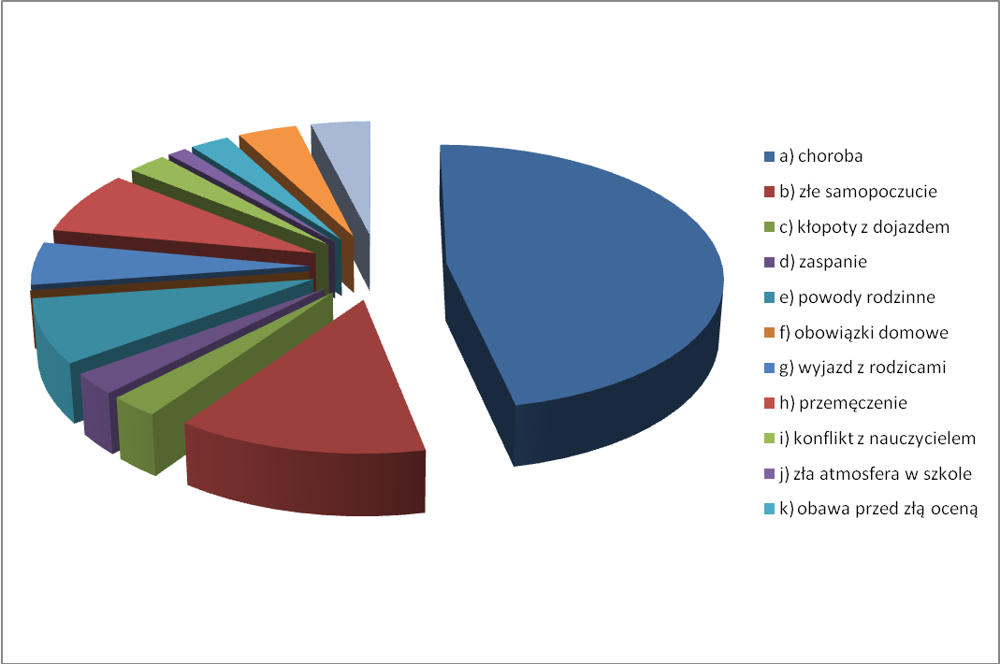 a) choroba
b) złe samopoczucie
c) kłopoty z dojazdem
d) zaspanie
e) powody rodzinne
f) obowiązki domowe
g) wyjazd z rodzicami
h) przemęczenie
i) konflikt z nauczycielem
j) zła atmosfera w szkole
k) obawa przed złą oceną